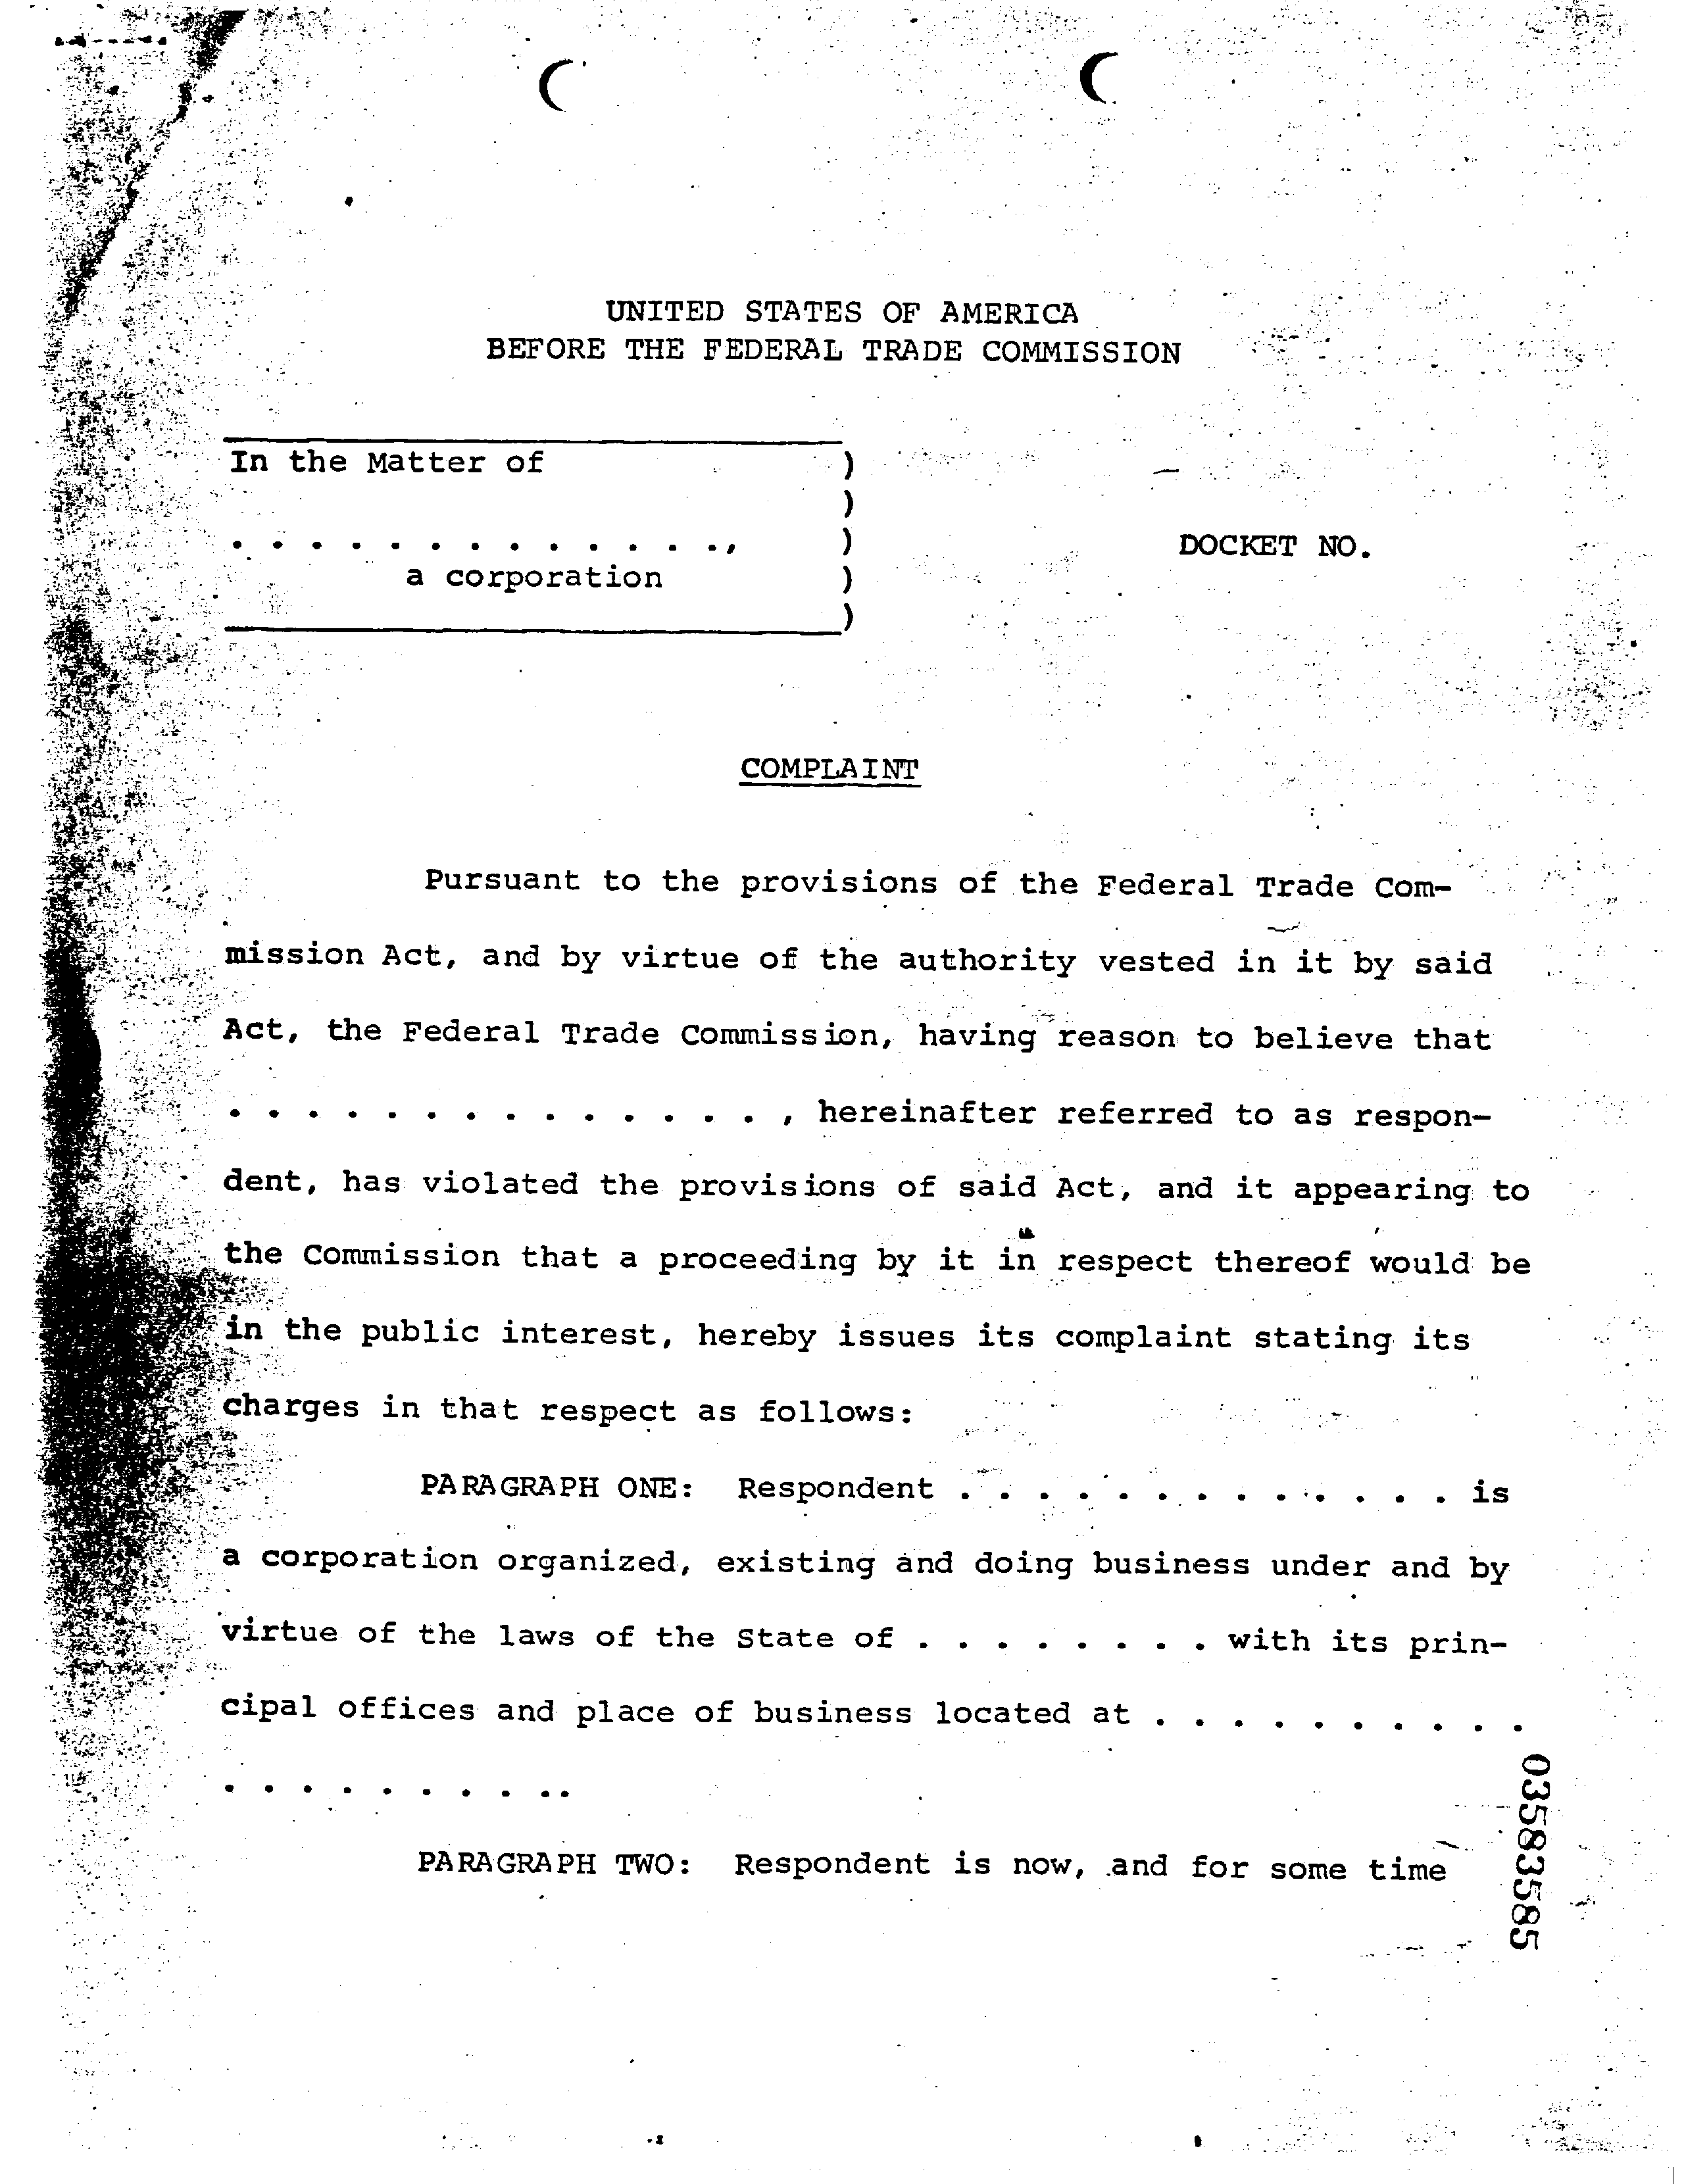 UNITED STATES OF AMERICA
BEFORE THE FEDERAL TRADE COMMISSION
In the Matter of )
)
. . . . . . . . . . . . ., )
a corporation )
)
DOCKET NO.
COMPLAINT
Pursuant to the provisions of the Federal Trade Com-
mission Act, and by virtue of the authority vested in it by said
Act, the Federal Trade Commission, having reason to believe that
. . . . . . . . . . . . . . , hereinafter referred to as respon-
dent, has violated the provisions of said Act, and it appearing to
the Commission that a proceeding by it in respect thereof would be
in the public interest, hereby issues its complaint stating its
charges in that respect as follows:
PARAGRAPH ONE: Respondent . . . . . . . . . . . . . is
a corporation organized, existing and doing business under and by
virtue of the laws of the State of . . . . . . . . with its prin-
cipal offices and place of business located at . . . . . . . . . .
. . . . . . . . ..
PARAGRAPH TWO: Respondent is now, and for some time
03583585